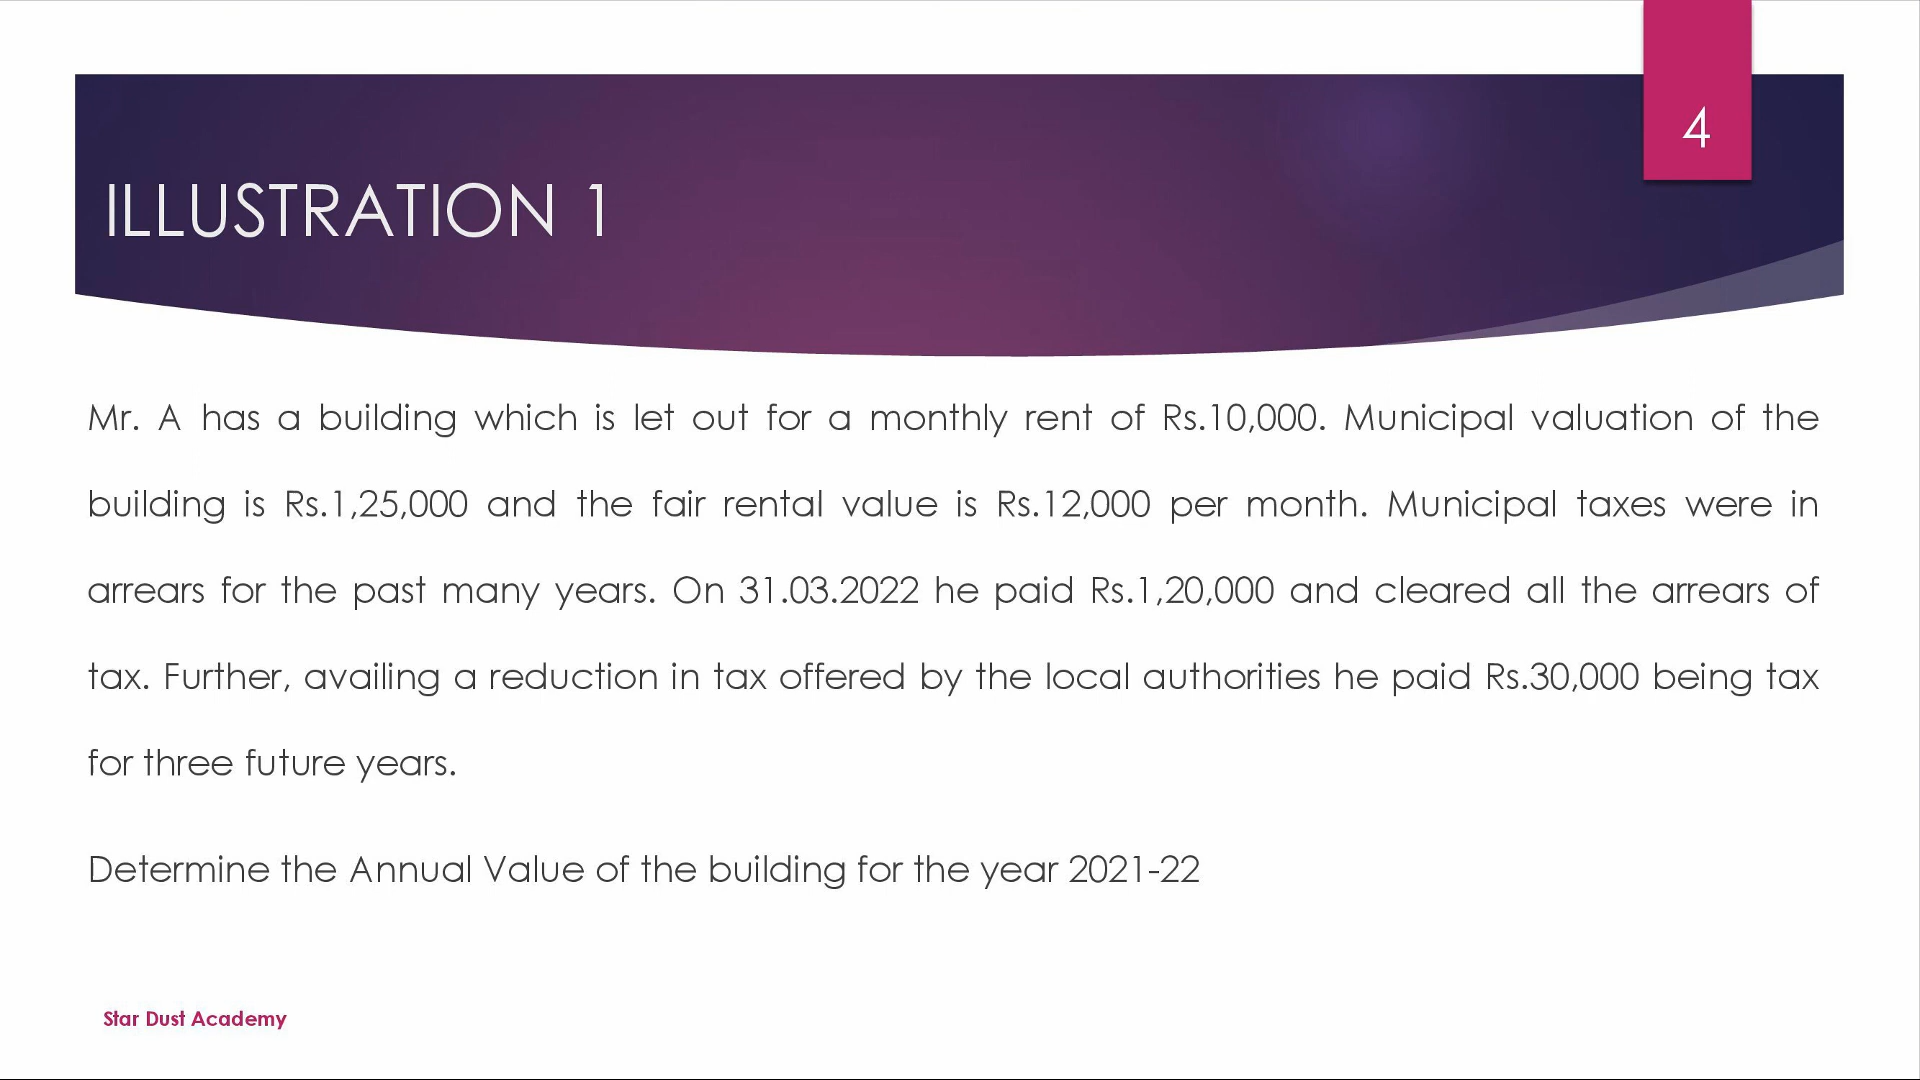 4
ILLUSTRATION 1
Mr. A has a building which is let out for a monthly rent of Rs.10,000. Municipal valuation of the
building is Rs.1,25,000 and the fair rental value is Rs.12,000 per month. Municipal taxes were in
arrears for the past many years. On 31.03.2022 he paid Rs.1,20,000 and cleared all the arrears of
tax. Further, availing a reduction in tax offered by the local authorities he paid Rs.30,000 being tax
for three future years.
Determine the Annual Value of the building for the year 2021-22
Star Dust Academy